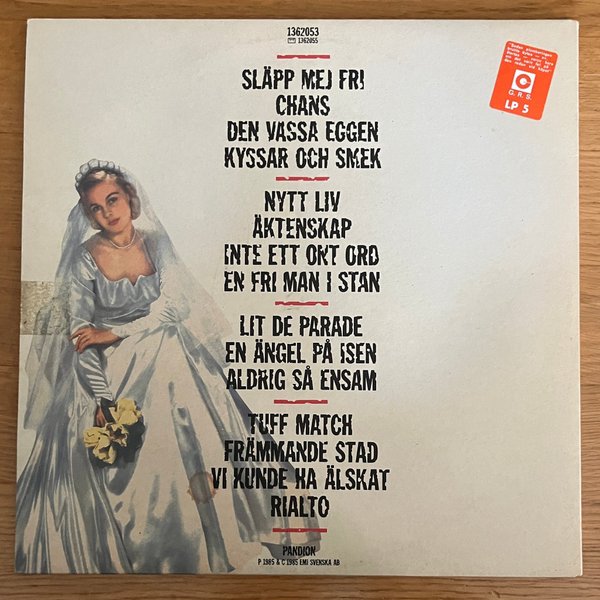 1362053
1362055
SLÄPP MEJ FRI
CHANS
DEN VASSA EGGEN
KYSSAR OCH SMEK
NYTT LIV
ÄKTENSKAP
INTE ETT ONT ORD
EN FRI MAN I STAN
LIT DE PARADE
EN ÄNGEL PÅ ISEN
ALDRIG SÅ ENSAM
TUFF MATCH
FRÄMMANDE STAD
VI KUNDE HA ÄLSKAT
RIALTO
PANDION
P 1985 & C 1985 EMI SVENSKA AB
G.R.S.
LP 5